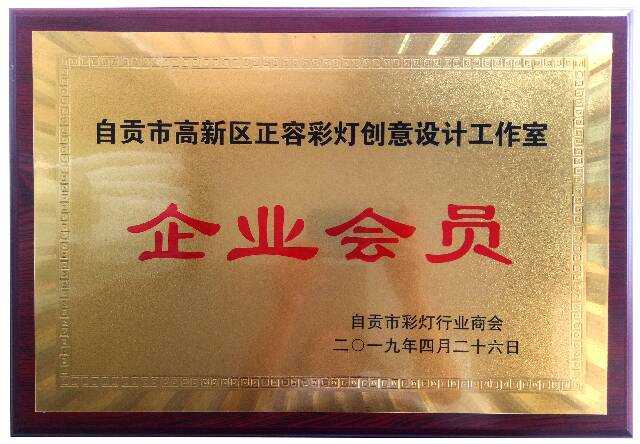 自贡市高新区正容彩灯创意设计工作室
企业会员
自贡市彩灯行业商会
二〇一九年四月二十六日